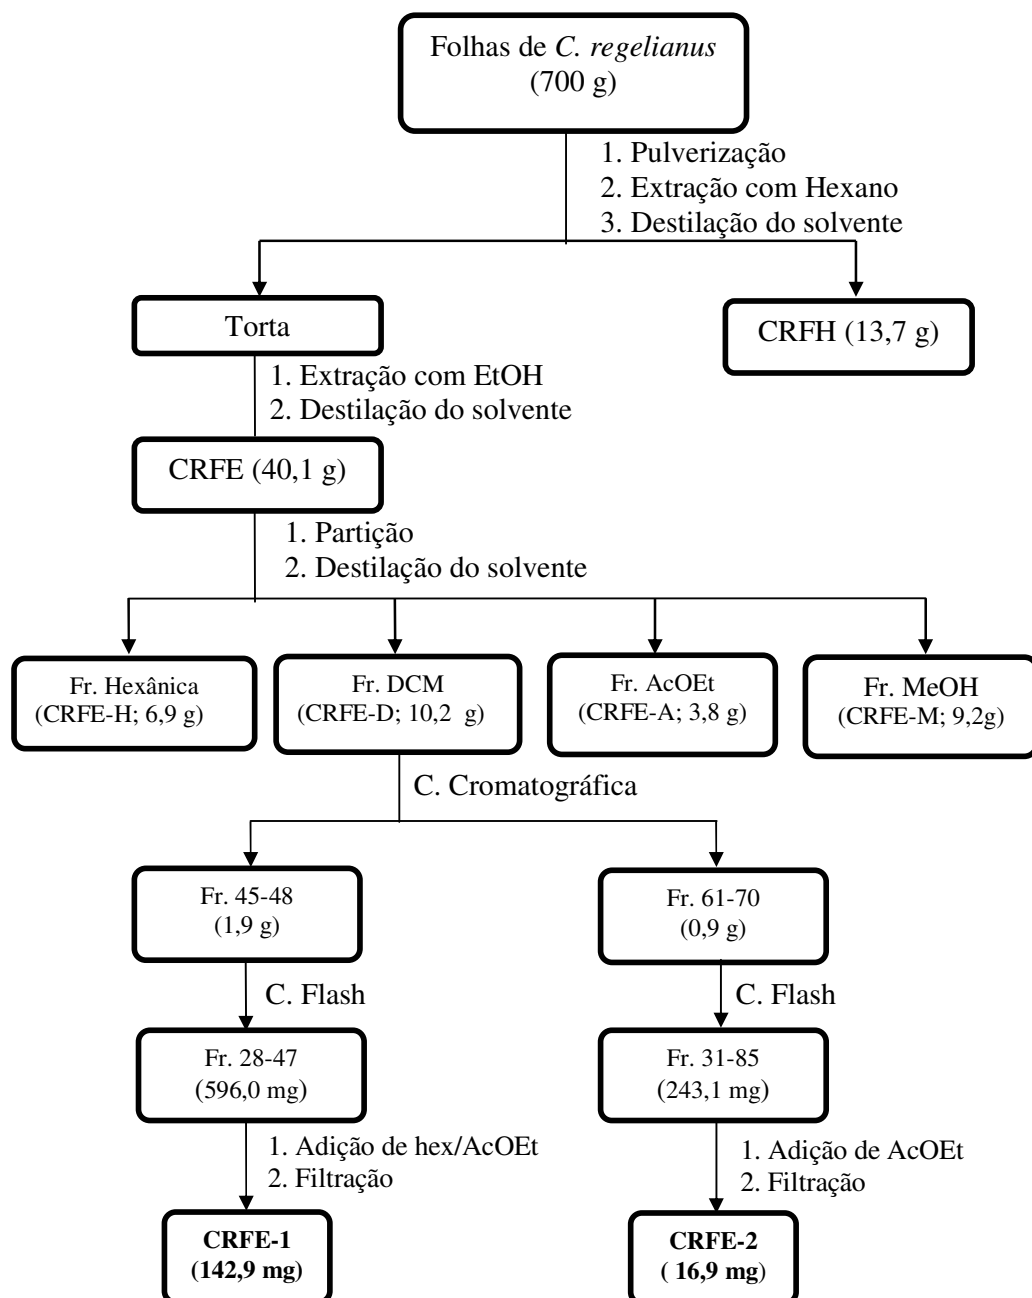 Folhas de C. regelianus
(700 g)
1. Pulverização
2. Extração com Hexano
3. Destilação do solvente
Torta
CRFH (13,7 g)
1. Extração com EtOH
2. Destilação do solvente
CRFE (40,1 g)
1. Partição
2. Destilação do solvente
Fr. Hexânica
(CRFE-H; 6,9 g)
Fr. DCM
(CRFE-D; 10,2 g)
Fr. AcOEt
(CRFE-A; 3,8 g)
Fr. MeOH
(CRFE-M; 9,2g)
C. Cromatográfica
Fr. 45-48
(1,9 g)
Fr. 61-70
(0,9 g)
C. Flash
C. Flash
Fr. 28-47
(596,0 mg)
Fr. 31-85
(243,1 mg)
1. Adição de hex/AcOEt
2. Filtração
1. Adição de AcOEt
2. Filtração
CRFE-1
(142,9 mg)
CRFE-2
( 16,9 mg)